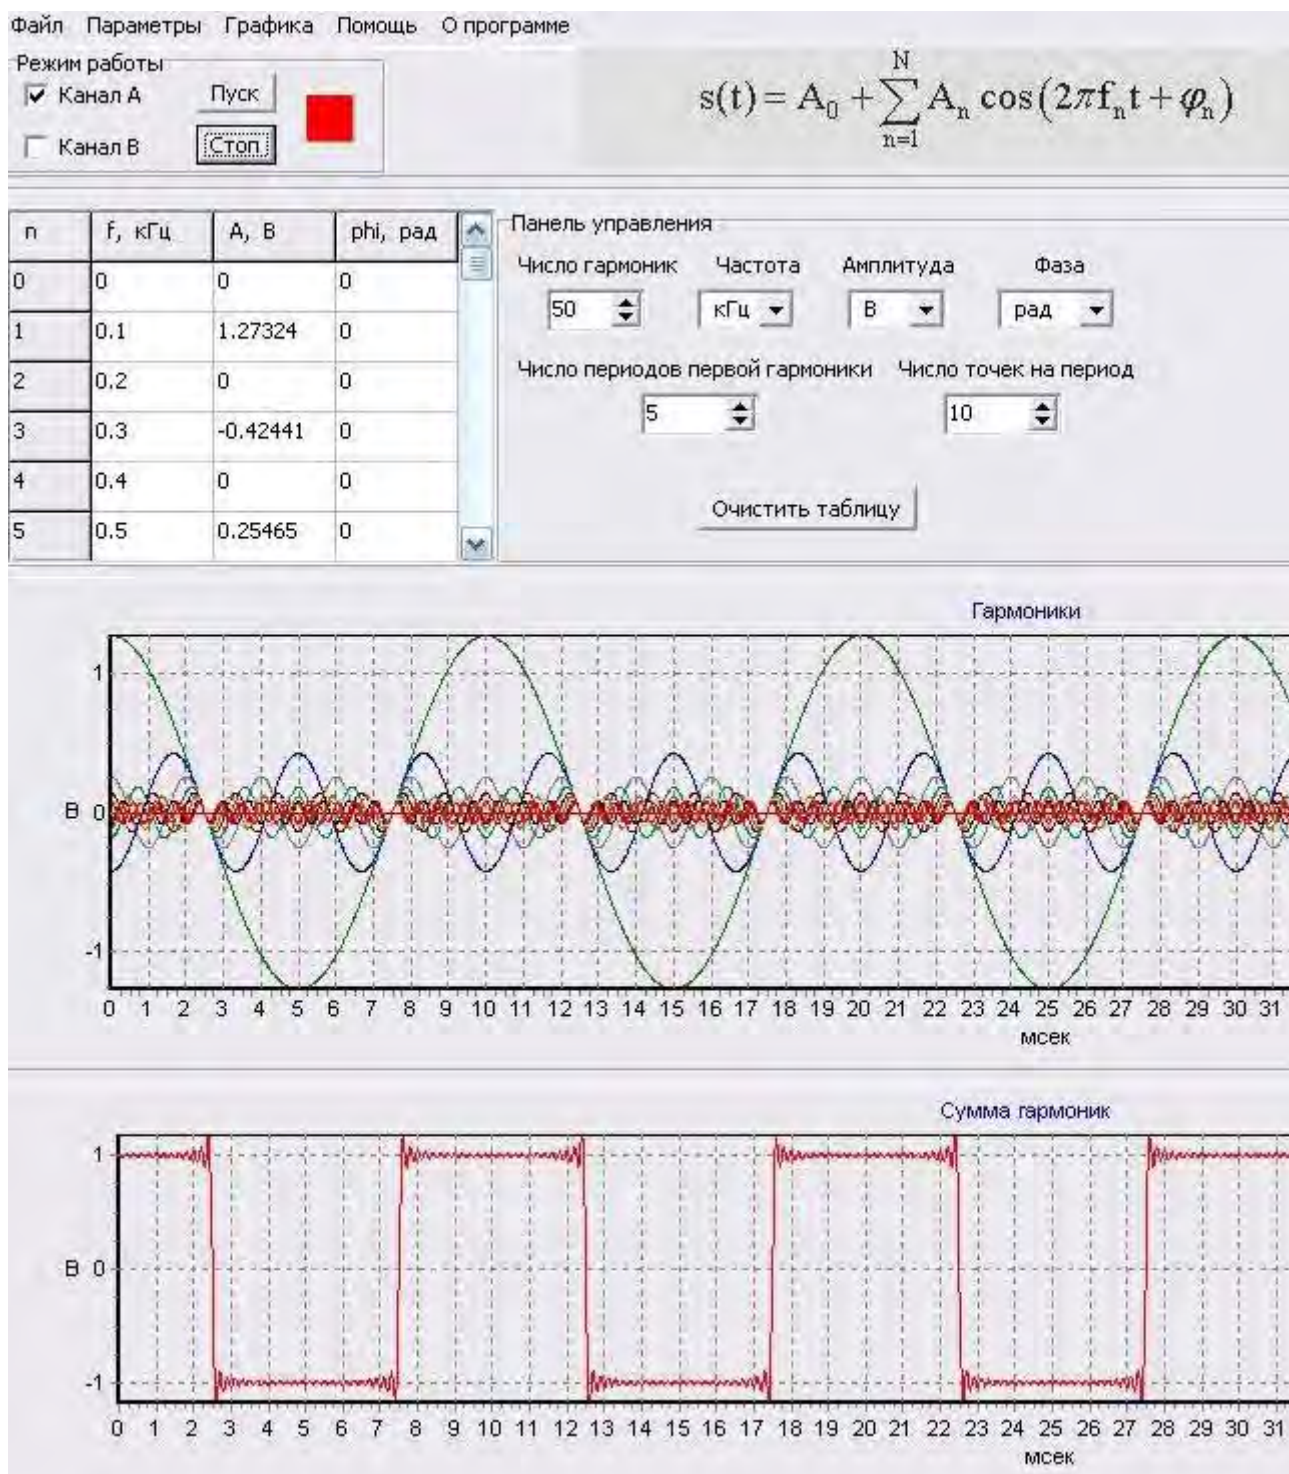 Файл Параметры Графика Помощь О программе
Режим работы
Канал A Пуск
Канал B Стоп
s(t) = A₀ + ∑ₙ₌₁ᴺ Aₙ cos(2πfₙt + φₙ)
n f, кГц A, В phi, рад
0 0 0 0
1 0.1 1.27324 0
2 0.2 0 0
3 0.3 -0.42441 0
4 0.4 0 0
5 0.5 0.25465 0
Панель управления
Число гармоник Частота Амплитуда Фаза
50 кГц В рад
Число периодов первой гармоники Число точек на период
5 10
Очистить таблицу
Гармоники
1
В 0
-1
0 1 2 3 4 5 6 7 8 9 10 11 12 13 14 15 16 17 18 19 20 21 22 23 24 25 26 27 28 29 30 31
мсек
Сумма гармоник
1
В 0
-1
0 1 2 3 4 5 6 7 8 9 10 11 12 13 14 15 16 17 18 19 20 21 22 23 24 25 26 27 28 29 30 31
мсек